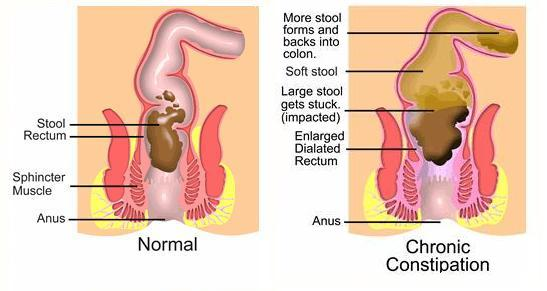 Stool
Rectum
Sphincter
Muscle
Anus
Normal
More stool
forms and
backs into
colon.
Soft stool
Large stool
gets stuck.
(impacted)
Enlarged
Dialated
Rectum
Anus
Chronic
Constipation